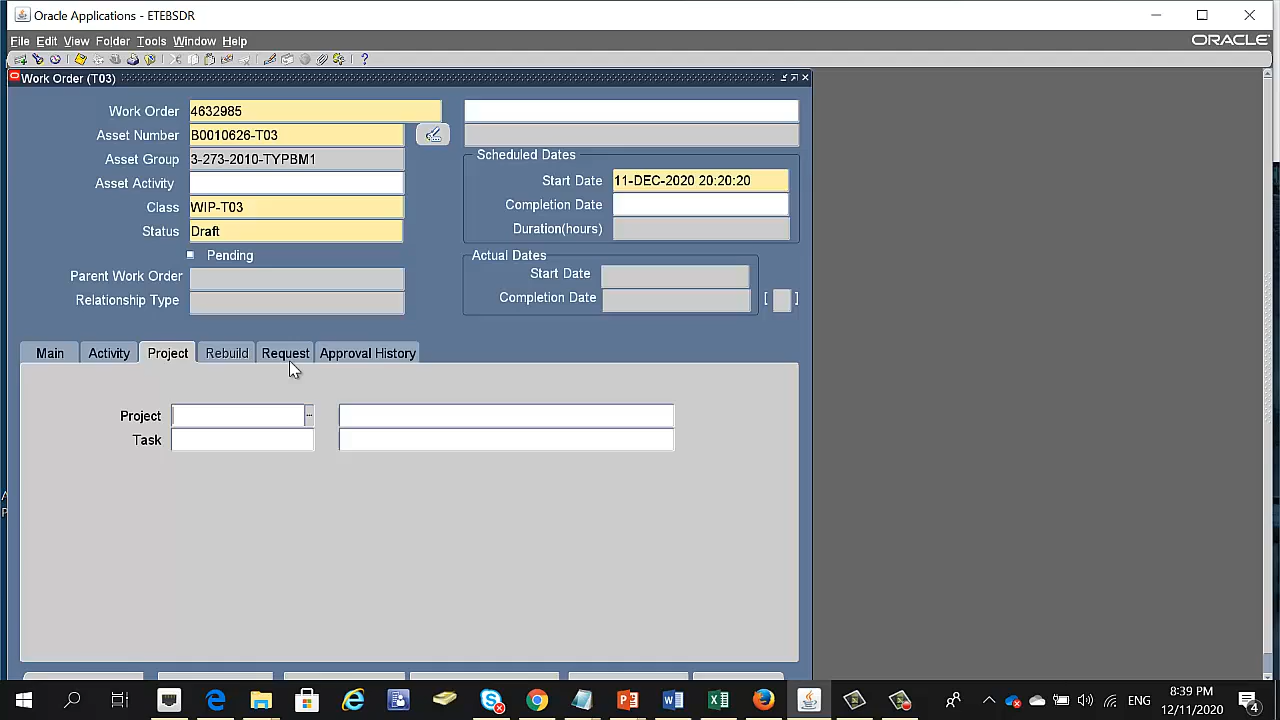 Oracle Applications - ETEBSDR
File Edit View Folder Tools Window Help
ORACLE
Work Order (T03)
Work Order 4632985
Asset Number B0010626-T03
Asset Group 3-273-2010-TYPBM1
Asset Activity
Class WIP-T03
Status Draft
Pending
Parent Work Order
Relationship Type
Scheduled Dates
Start Date 11-DEC-2020 20:20:20
Completion Date
Duration(hours)
Actual Dates
Start Date
Completion Date [ ]
Main Activity Project Rebuild Request Approval History
Project
Task
ENG
8:39 PM
12/11/2020
4